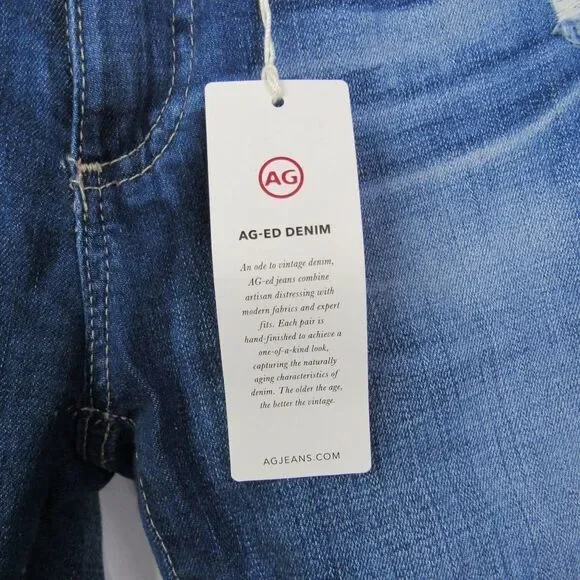 AG
AG-ED DENIM
An ode to vintage denim,
AG-ed jeans combine
artisan distressing with
modern fabrics and expert
fits. Each pair is
hand-finished to achieve a
one-of-a-kind look,
capturing the naturally
aging characteristics of
denim. The older the age,
the better the vintage.
AGJEANS.COM